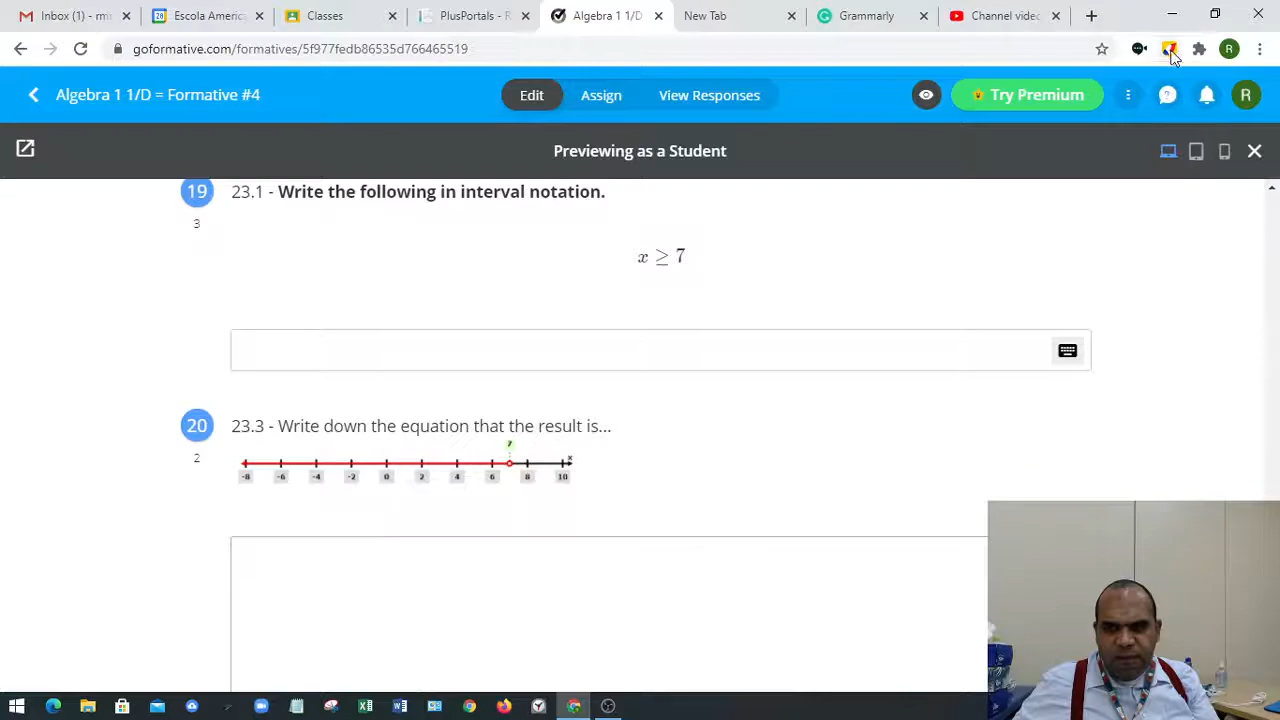 Inbox (1) - rm
Escola America
Classes
PlusPortals - R
Algebra 1 1/D
New Tab
Grammarly
Channel video
goformative.com/formatives/5f977fedb86535d766465519
R
Algebra 1 1/D = Formative #4
Edit
Assign
View Responses
Try Premium
R
Previewing as a Student
19
23.1 - Write the following in interval notation.
3
x ≥ 7
20
23.3 - Write down the equation that the result is...
2
7
x
-8 -6 -4 -2 0 2 4 6 8 10